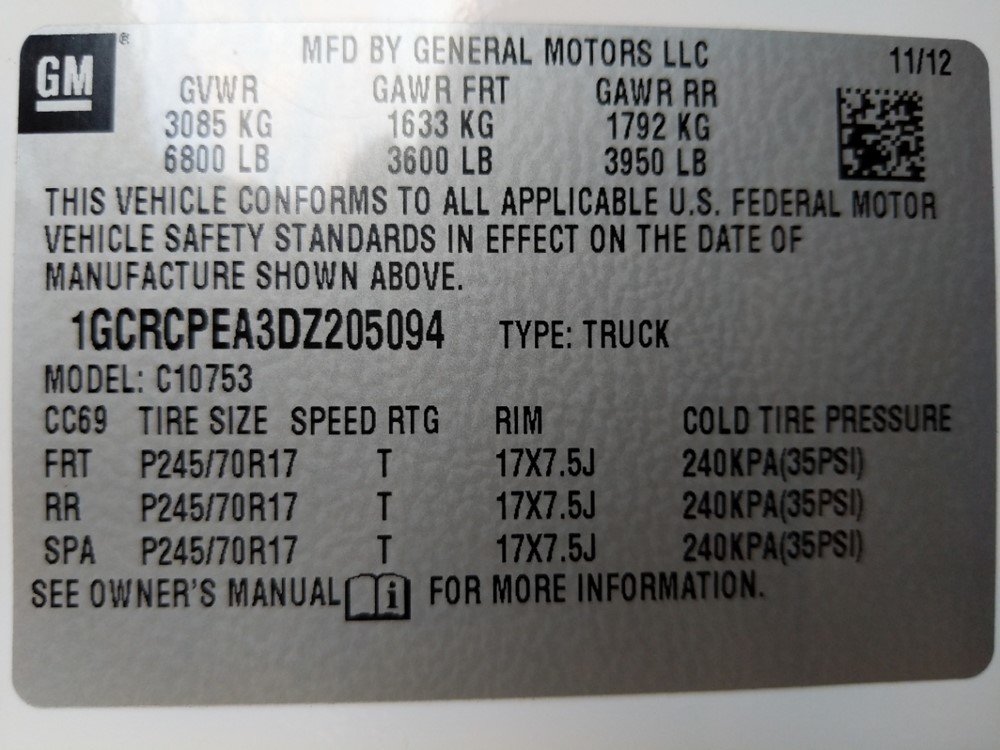 GM ® MFD BY GENERAL MOTORS LLC 11/12
GVWR GAWR FRT GAWR RR
3085 KG 1633 KG 1792 KG
6800 LB 3600 LB 3950 LB
THIS VEHICLE CONFORMS TO ALL APPLICABLE U.S. FEDERAL MOTOR
VEHICLE SAFETY STANDARDS IN EFFECT ON THE DATE OF
MANUFACTURE SHOWN ABOVE.
1GCRCPEA3DZ205094 TYPE: TRUCK
MODEL: C10753
CC69 TIRE SIZE SPEED RTG RIM COLD TIRE PRESSURE
FRT P245/70R17 T 17X7.5J 240KPA(35PSI)
RR P245/70R17 T 17X7.5J 240KPA(35PSI)
SPA P245/70R17 T 17X7.5J 240KPA(35PSI)
SEE OWNER'S MANUAL i FOR MORE INFORMATION.